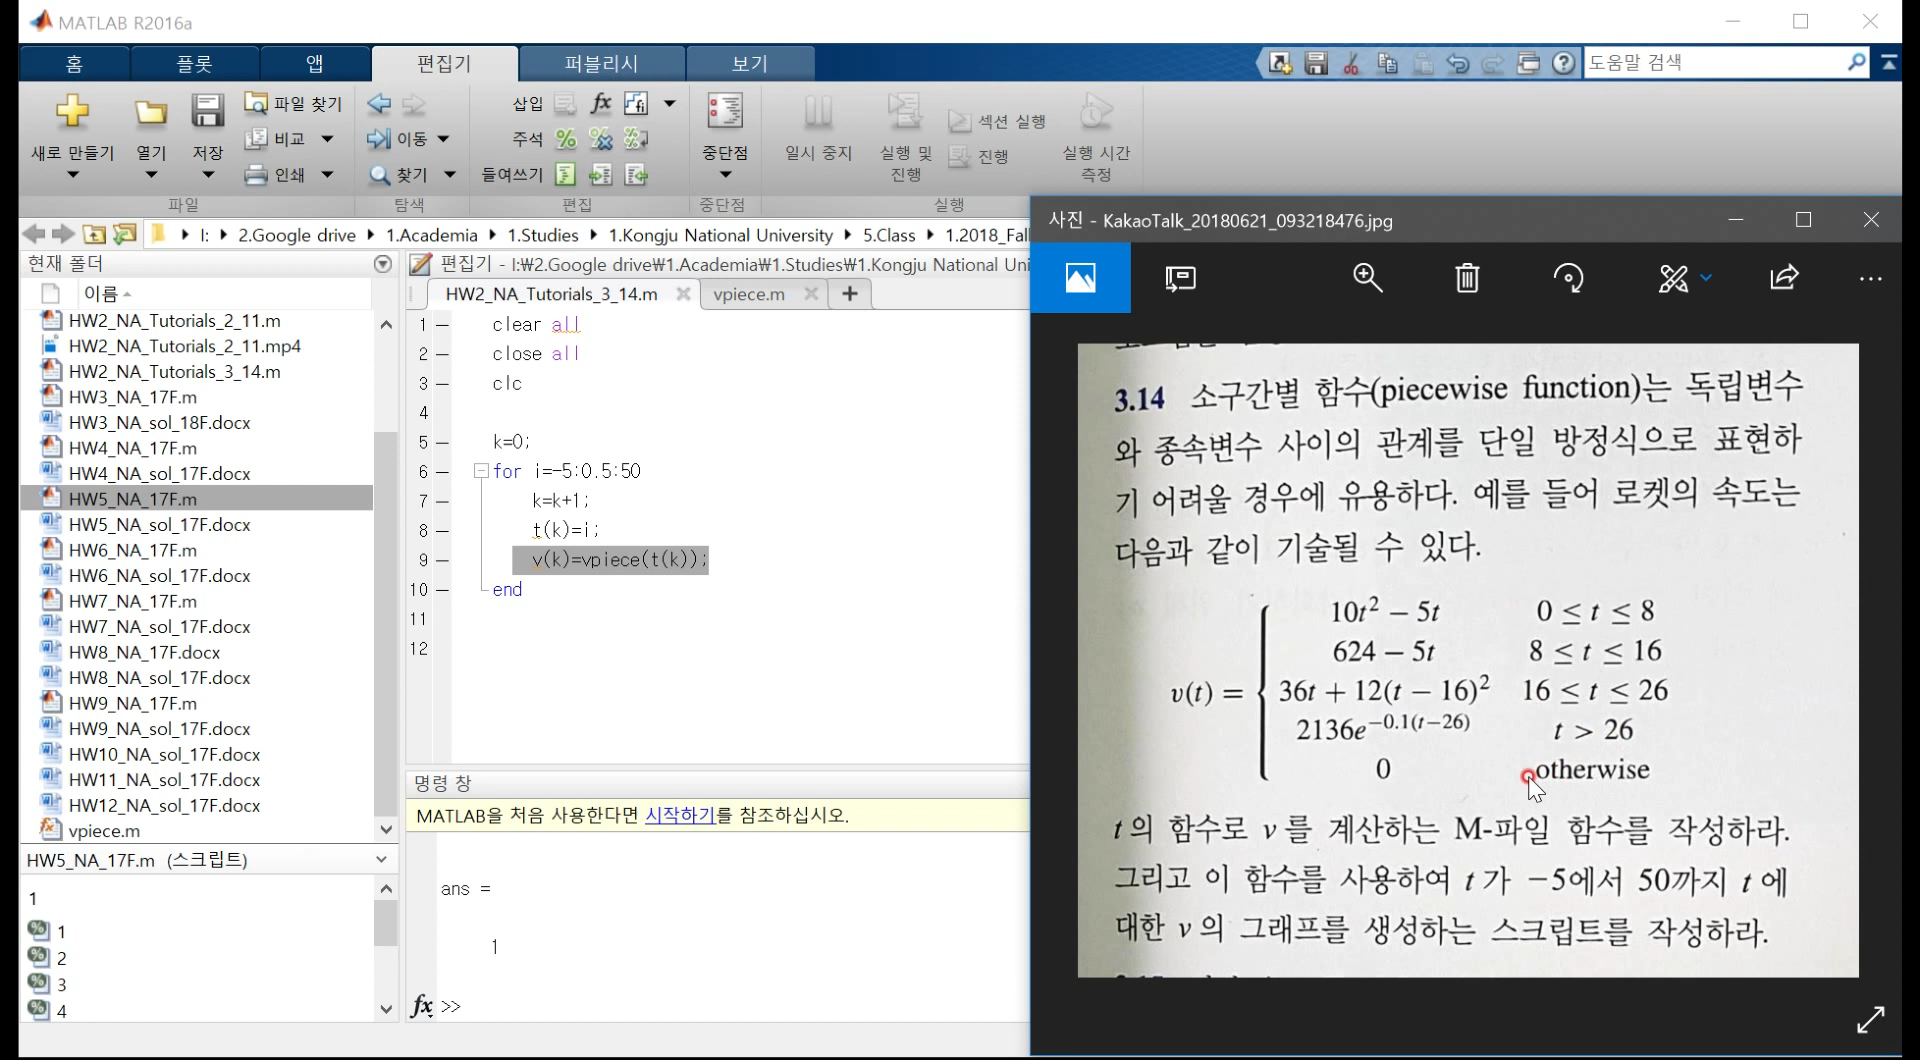 MATLAB R2016a
홈
플롯
앱
편집기
퍼블리시
보기
도움말 검색
새로 만들기
열기
저장
파일 찾기
비교
인쇄
이동
찾기
삽입
fx
주석
들여쓰기
중단점
일시 중지
실행 및
진행
섹션 실행
진행
실행 시간
측정
파일
탐색
편집
중단점
실행
I: 2.Google drive 1.Academia 1.Studies 1.Kongju National University 5.Class 1.2018_Fall
현재 폴더
이름
HW2_NA_Tutorials_2_11.m
HW2_NA_Tutorials_2_11.mp4
HW2_NA_Tutorials_3_14.m
HW3_NA_17F.m
HW3_NA_sol_18F.docx
HW4_NA_17F.m
HW4_NA_sol_17F.docx
HW5_NA_17F.m
HW5_NA_sol_17F.docx
HW6_NA_17F.m
HW6_NA_sol_17F.docx
HW7_NA_17F.m
HW7_NA_sol_17F.docx
HW8_NA_17F.docx
HW8_NA_sol_17F.docx
HW9_NA_17F.m
HW9_NA_sol_17F.docx
HW10_NA_sol_17F.docx
HW11_NA_sol_17F.docx
HW12_NA_sol_17F.docx
vpiece.m
HW5_NA_17F.m (스크립트)
1
1
2
3
4
편집기 - I:₩2.Google drive₩1.Academia₩1.Studies₩1.Kongju National Uni
HW2_NA_Tutorials_3_14.m
vpiece.m
1 clear all
2 close all
3 clc
4
5 k=0;
6 for i=-5:0.5:50
7 k=k+1;
8 t(k)=i;
9 v(k)=vpiece(t(k));
10 end
11
12
명령 창
MATLAB을 처음 사용한다면 시작하기를 참조하십시오.
ans =
1
fx >>
사진 - KakaoTalk_20180621_093218476.jpg
3.14 소구간별 함수(piecewise function)는 독립변수
와 종속변수 사이의 관계를 단일 방정식으로 표현하
기 어려울 경우에 유용하다. 예를 들어 로켓의 속도는
다음과 같이 기술될 수 있다.
10t² − 5t 0 ≤ t ≤ 8
624 − 5t 8 ≤ t ≤ 16
v(t) = 36t + 12(t − 16)² 16 ≤ t ≤ 26
2136e^−0.1(t−26) t > 26
0 otherwise
t의 함수로 v를 계산하는 M-파일 함수를 작성하라.
그리고 이 함수를 사용하여 t가 −5에서 50까지 t에
대한 v의 그래프를 생성하는 스크립트를 작성하라.